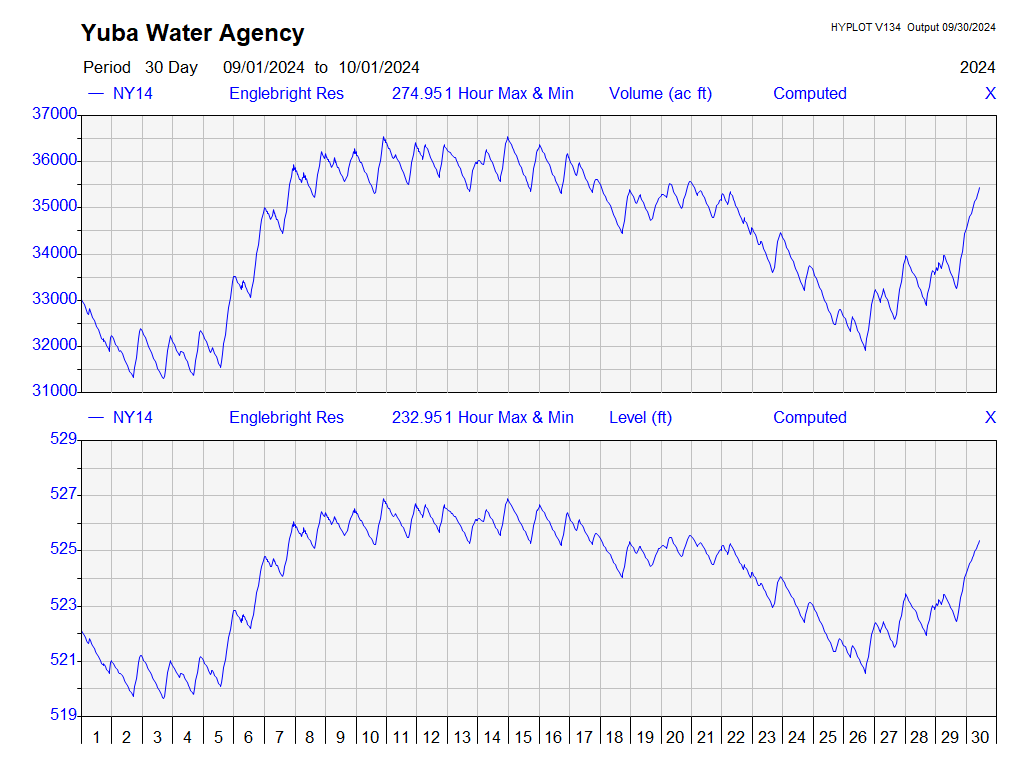 Yuba Water Agency
HYPLOT V134 Output 09/30/2024
Period 30 Day 09/01/2024 to 10/01/2024
2024
NY14 Englebright Res 274.951 Hour Max & Min Volume (ac ft) Computed X
37000
36000
35000
34000
33000
32000
31000
NY14 Englebright Res 232.951 Hour Max & Min Level (ft) Computed X
529
527
525
523
521
519
1 2 3 4 5 6 7 8 9 10 11 12 13 14 15 16 17 18 19 20 21 22 23 24 25 26 27 28 29 30